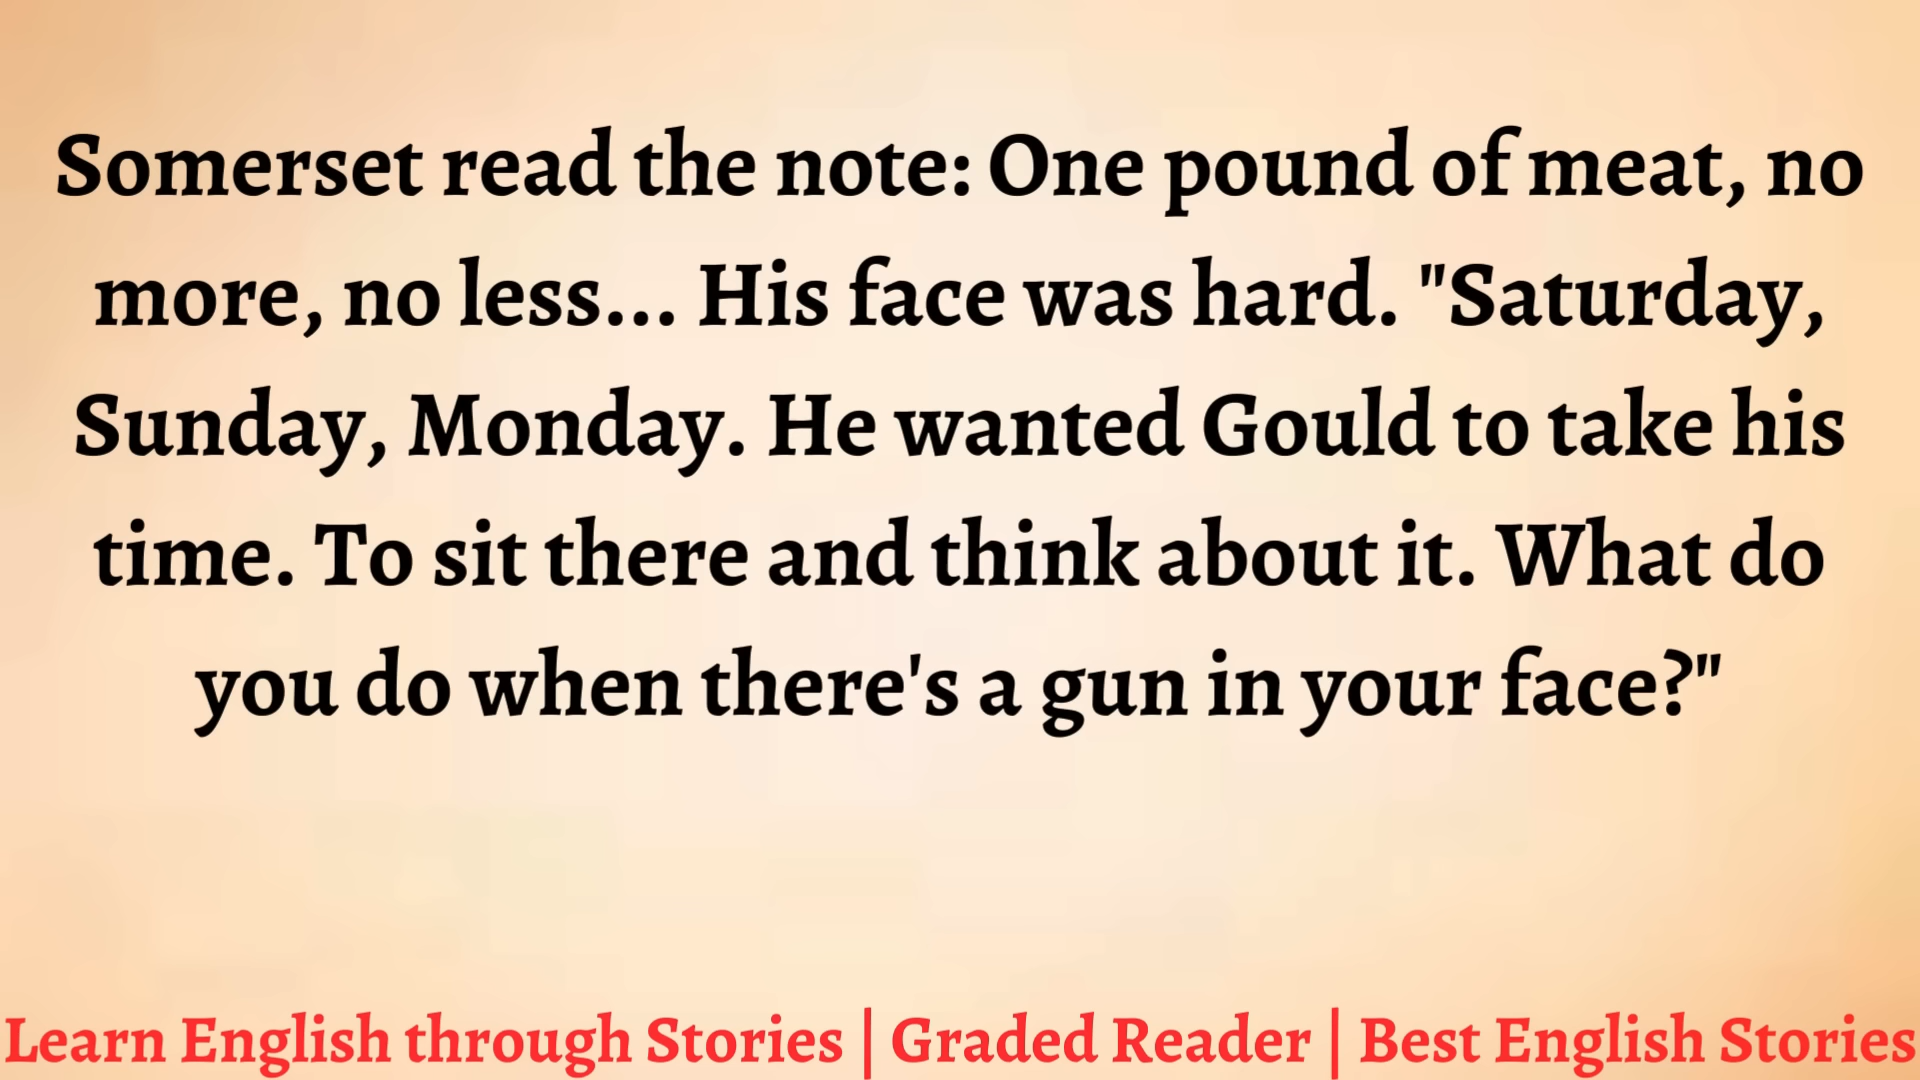 Somerset read the note: One pound of meat, no
more, no less... His face was hard. "Saturday,
Sunday, Monday. He wanted Gould to take his
time. To sit there and think about it. What do
you do when there's a gun in your face?"
Learn English through Stories | Graded Reader | Best English Stories